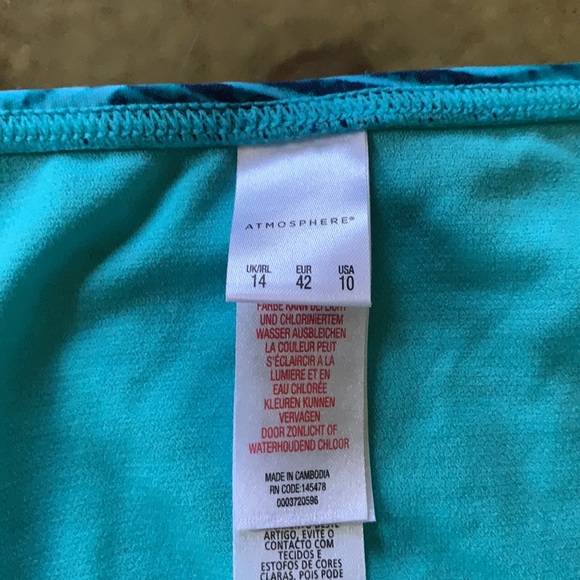 ATMOSPHERE®
UK/IRL EUR USA
14 42 10
FARBE KANN BEI LICHT
UND CHLORINIERTEM
WASSER AUSBLEICHEN
LA COULEUR PEUT
S'ÉCLAIRCIR A LA
LUMIERE ET EN
EAU CHLORÉE
KLEUREN KUNNEN
VERVAGEN
DOOR ZONLICHT OF
WATERHOUDEND CHLOOR
MADE IN CAMBODIA
RN CODE:145478
0003720596
DESTE
ARTIGO, EVITE O
CONTACTO COM
TECIDOS E
ESTOFOS DE CORES
CLARAS, POIS PODE